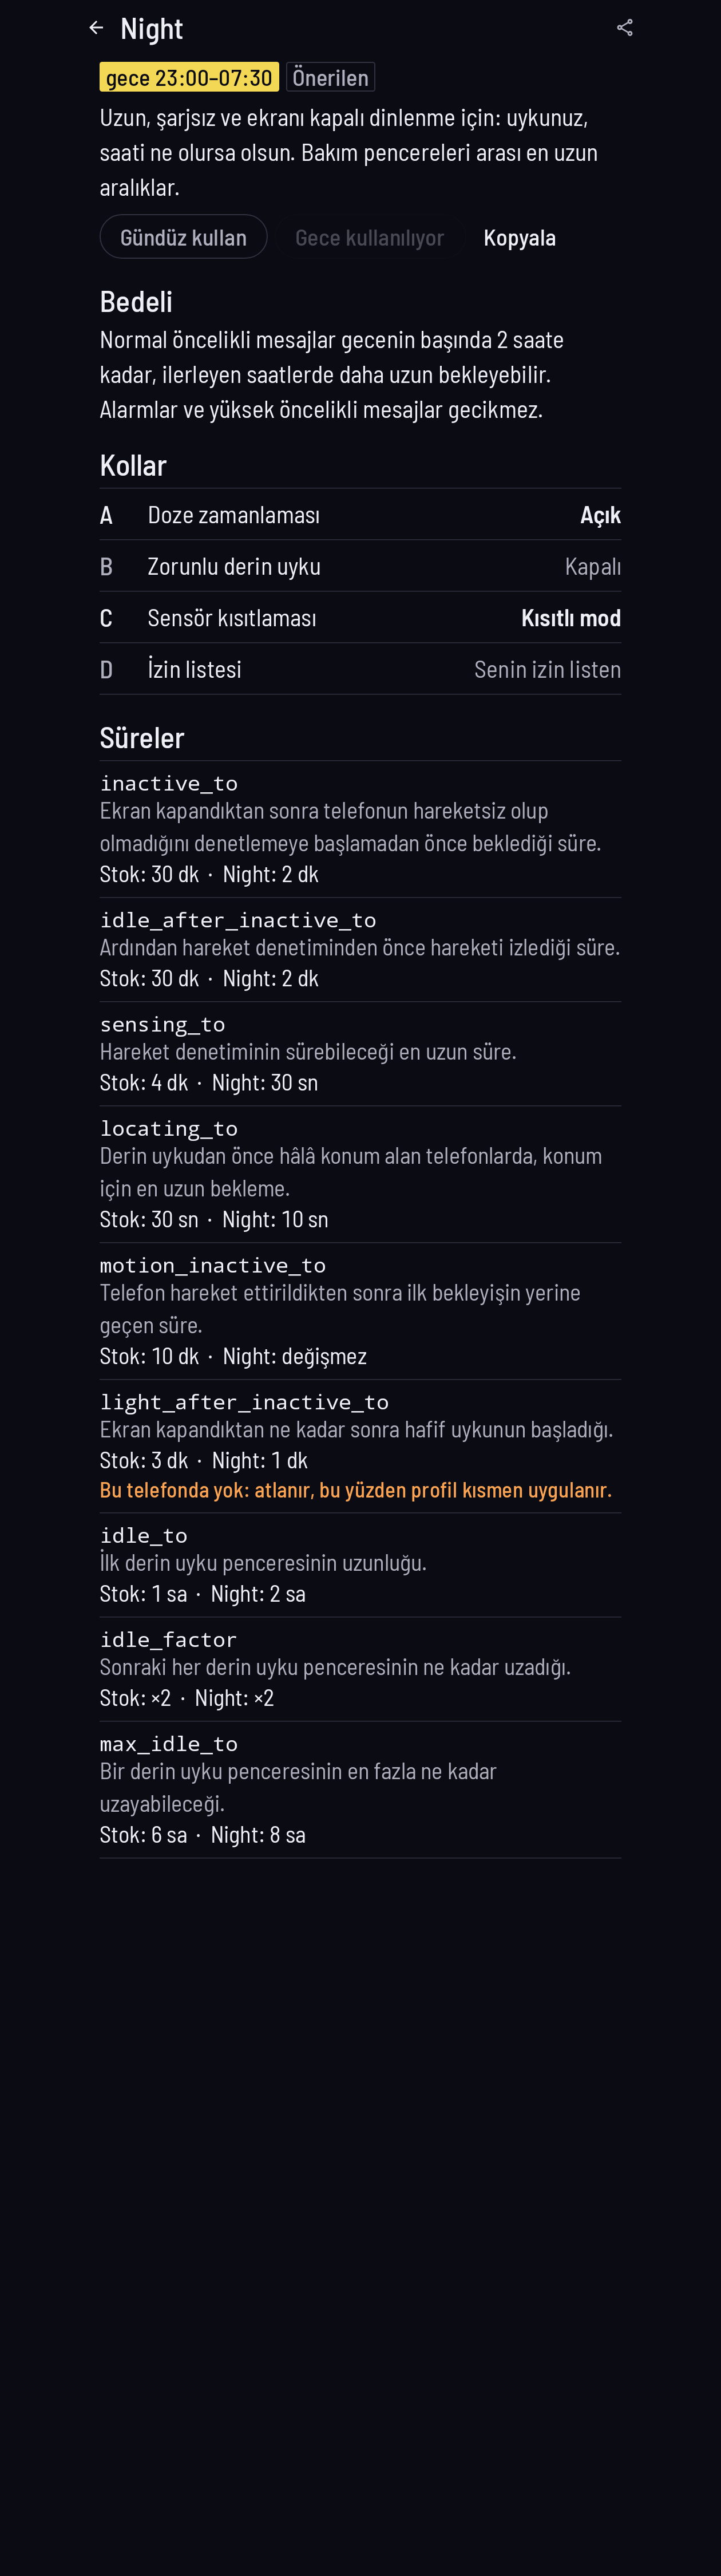 Night
gece 23:00–07:30 Önerilen
Uzun, şarjsız ve ekranı kapalı dinlenme için: uykunuz,
saati ne olursa olsun. Bakım pencereleri arası en uzun
aralıklar.
Gündüz kullan Gece kullanılıyor Kopyala
Bedeli
Normal öncelikli mesajlar gecenin başında 2 saate
kadar, ilerleyen saatlerde daha uzun bekleyebilir.
Alarmlar ve yüksek öncelikli mesajlar gecikmez.
Kollar
A Doze zamanlaması Açık
B Zorunlu derin uyku Kapalı
C Sensör kısıtlaması Kısıtlı mod
D İzin listesi Senin izin listen
Süreler
inactive_to
Ekran kapandıktan sonra telefonun hareketsiz olup
olmadığını denetlemeye başlamadan önce beklediği süre.
Stok: 30 dk · Night: 2 dk
idle_after_inactive_to
Ardından hareket denetiminden önce hareketi izlediği süre.
Stok: 30 dk · Night: 2 dk
sensing_to
Hareket denetiminin sürebileceği en uzun süre.
Stok: 4 dk · Night: 30 sn
locating_to
Derin uykudan önce hâlâ konum alan telefonlarda, konum
için en uzun bekleme.
Stok: 30 sn · Night: 10 sn
motion_inactive_to
Telefon hareket ettirildikten sonra ilk bekleyişin yerine
geçen süre.
Stok: 10 dk · Night: değişmez
light_after_inactive_to
Ekran kapandıktan ne kadar sonra hafif uykunun başladığı.
Stok: 3 dk · Night: 1 dk
Bu telefonda yok: atlanır, bu yüzden profil kısmen uygulanır.
idle_to
İlk derin uyku penceresinin uzunluğu.
Stok: 1 sa · Night: 2 sa
idle_factor
Sonraki her derin uyku penceresinin ne kadar uzadığı.
Stok: ×2 · Night: ×2
max_idle_to
Bir derin uyku penceresinin en fazla ne kadar
uzayabileceği.
Stok: 6 sa · Night: 8 sa